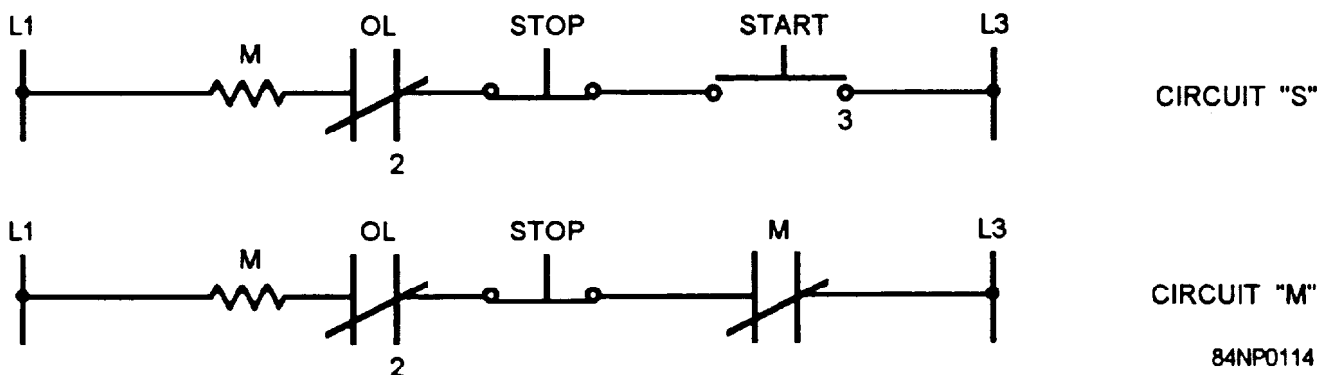 L1 M OL STOP START L3
CIRCUIT "S"
2 3
L1 M OL STOP M L3
CIRCUIT "M"
2
84NP0114